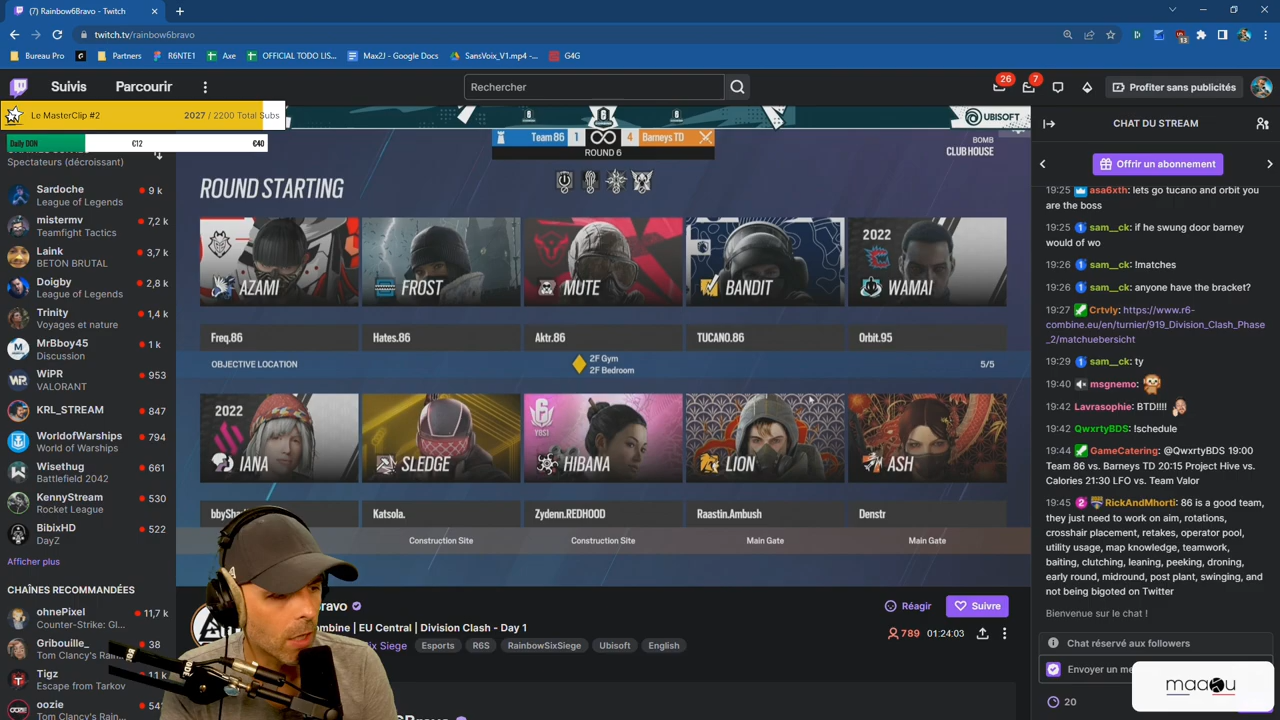 (7) Rainbow6Bravo - Twitch
twitch.tv/rainbow6bravo
13
Bureau Pro
Partners
R6NTE1
Axe
OFFICIAL TODO LIS...
Max2J - Google Docs
SansVoix_V1.mp4 -...
G4G
Suivis
Parcourir
Rechercher
26
7
Profiter sans publicités
Le MasterClip #2
2027 / 2200 Total Subs
Daily DON
€12
€40
Spectateurs (décroissant)
Sardoche
9 k
League of Legends
mistermv
7,2 k
Teamfight Tactics
Laink
3,7 k
BETON BRUTAL
Doigby
2,8 k
League of Legends
Trinity
1,4 k
Voyages et nature
MrBboy45
1 k
Discussion
WiPR
953
VALORANT
KRL_STREAM
847
WorldofWarships
794
World of Warships
Wisethug
661
Battlefield 2042
KennyStream
530
Rocket League
BibixHD
522
DayZ
Afficher plus
CHAÎNES RECOMMANDÉES
ohnePixel
11,7 k
Counter-Strike: Gl...
Gribouille_
38
Tom Clancy's Rain...
Tigz
1,1 k
Escape from Tarkov
oozie
Tom Clancy's Rain...
UBISOFT
Team 86
1
4
Barneys TD
ROUND 6
BOMB
CLUB HOUSE
ROUND STARTING
AZAMI
FROST
MUTE
BANDIT
2022
WAMAI
Freq.86
Hates.86
Aktr.86
TUCANO.86
Orbit.95
OBJECTIVE LOCATION
2F Gym
2F Bedroom
5/5
2022
IANA
SLEDGE
HIBANA
LION
ASH
Katsola.
Zydenn.REDHOOD
Raastin.Ambush
Denstr
Construction Site
Construction Site
Main Gate
Main Gate
Réagir
Suivre
| EU Central | Division Clash - Day 1
Siege
Esports
R6S
RainbowSixSiege
Ubisoft
English
789
01:24:03
CHAT DU STREAM
Offrir un abonnement
19:25 asa6xth: lets go tucano and orbit you
are the boss
19:25 sam__ck: if he swung door barney
would of wo
19:26 sam__ck: !matches
19:26 sam__ck: anyone have the bracket?
19:27 Crtvly: https://www.r6-
combine.eu/en/turnier/919_Division_Clash_Phase
_2/matchuebersicht
19:29 sam__ck: ty
19:40 msgnemo:
19:42 Lavrasophie: BTD!!!!
19:42 QwxrtyBDS: !schedule
19:44 GameCatering: @QwxrtyBDS 19:00
Team 86 vs. Barneys TD 20:15 Project Hive vs.
Calories 21:30 LFO vs. Team Valor
19:45 RickAndMhorti: 86 is a good team,
they just need to work on aim, rotations,
crosshair placement, retakes, operator pool,
utility usage, map knowledge, teamwork,
baiting, clutching, leaning, peeking, droning,
early round, midround, post plant, swinging, and
not being bigoted on Twitter
Bienvenue sur le chat !
Chat réservé aux followers
Envoyer un me
20